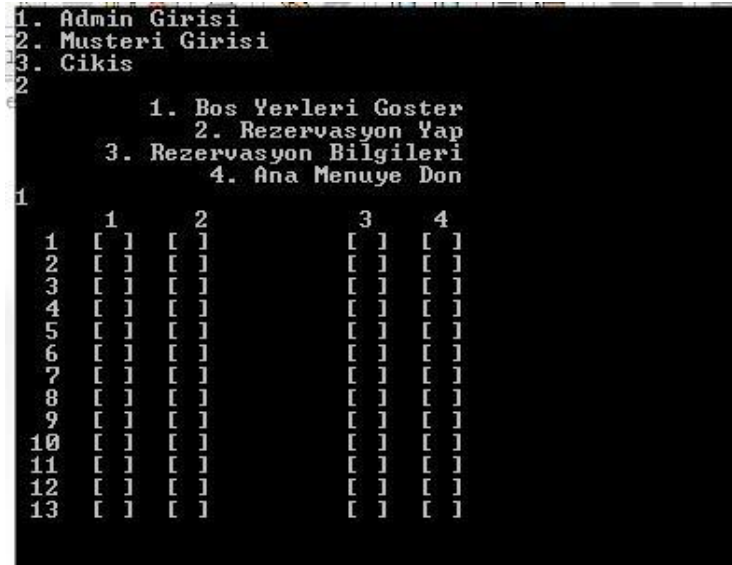 1. Admin Girisi
2. Musteri Girisi
3. Cikis
2
1. Bos Yerleri Goster
2. Rezervasyon Yap
3. Rezervasyon Bilgileri
4. Ana Menuye Don
1
1 2 3 4
1 [ ] [ ] [ ] [ ]
2 [ ] [ ] [ ] [ ]
3 [ ] [ ] [ ] [ ]
4 [ ] [ ] [ ] [ ]
5 [ ] [ ] [ ] [ ]
6 [ ] [ ] [ ] [ ]
7 [ ] [ ] [ ] [ ]
8 [ ] [ ] [ ] [ ]
9 [ ] [ ] [ ] [ ]
10 [ ] [ ] [ ] [ ]
11 [ ] [ ] [ ] [ ]
12 [ ] [ ] [ ] [ ]
13 [ ] [ ] [ ] [ ]